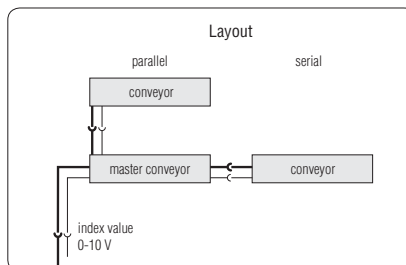 Layout
parallel
serial
conveyor
master conveyor
conveyor
index value
0-10 V